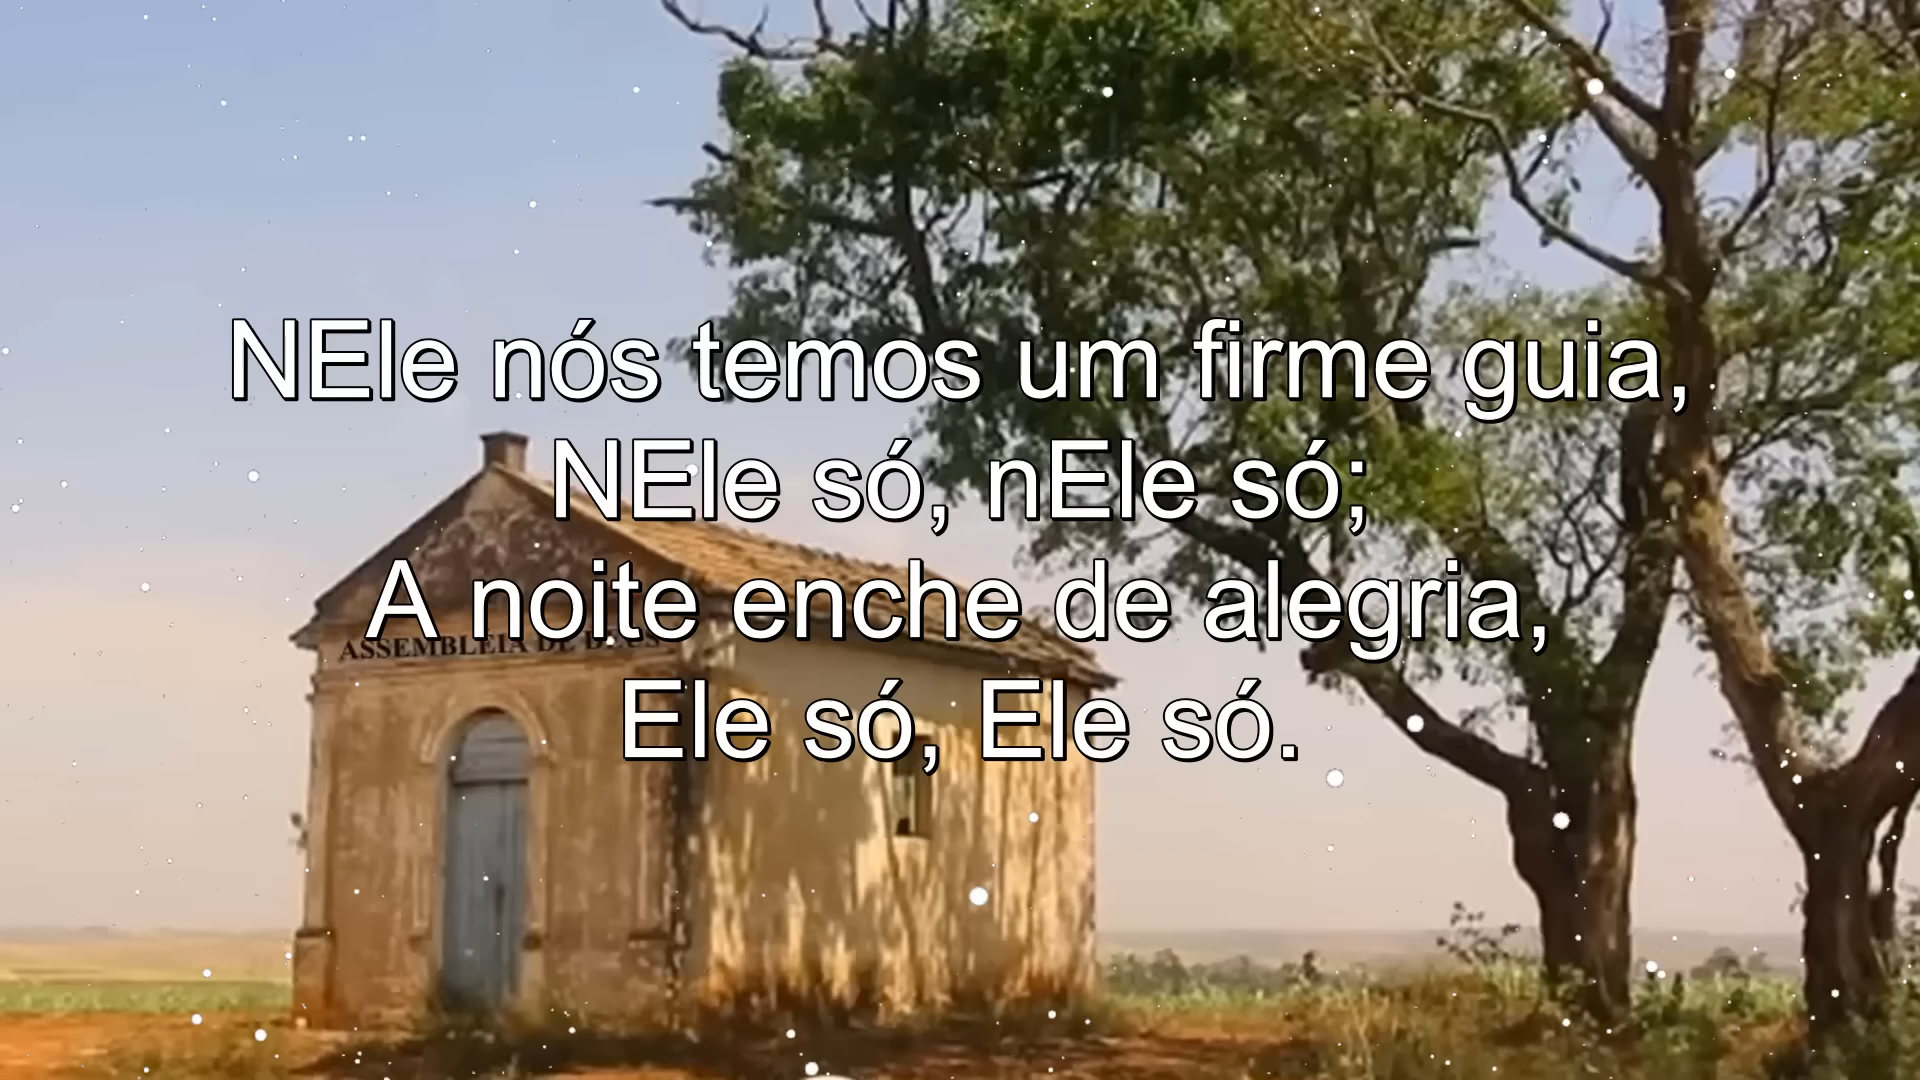 NEle nós temos um firme guia,
NEle só, nEle só;
A noite enche de alegria,
ASSEMBLEIA DE DEUS
Ele só, Ele só.